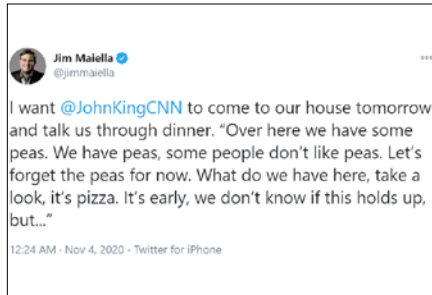 Jim Maiella
@jimmaiella
I want @JohnKingCNN to come to our house tomorrow
and talk us through dinner. “Over here we have some
peas. We have peas, some people don’t like peas. Let’s
forget the peas for now. What do we have here, take a
look, it’s pizza. It’s early, we don’t know if this holds up,
but...”
12:24 AM · Nov 4, 2020 · Twitter for iPhone